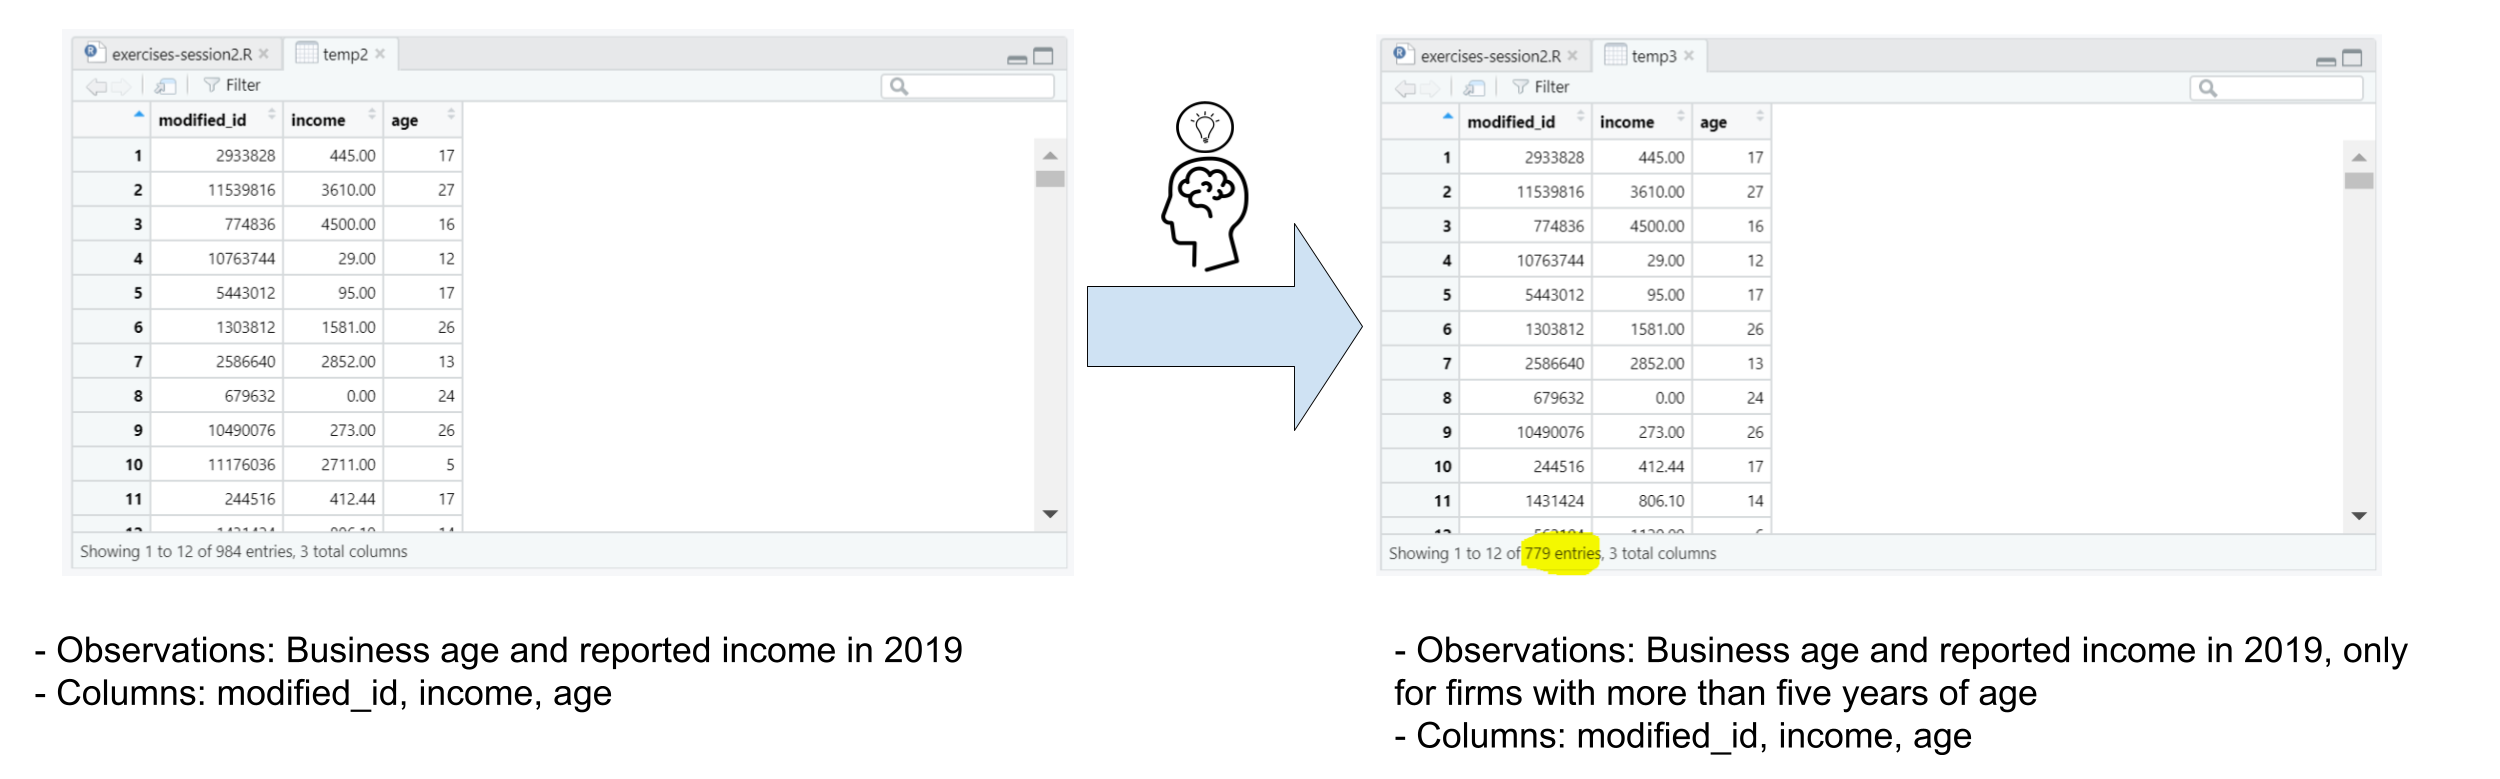 exercises-session2.R
temp2
Filter
modified_id income age
1 2933828 445.00 17
2 11539816 3610.00 27
3 774836 4500.00 16
4 10763744 29.00 12
5 5443012 95.00 17
6 1303812 1581.00 26
7 2586640 2852.00 13
8 679632 0.00 24
9 10490076 273.00 26
10 11176036 2711.00 5
11 244516 412.44 17
12 1431424 806.10 14
Showing 1 to 12 of 984 entries, 3 total columns
- Observations: Business age and reported income in 2019
- Columns: modified_id, income, age
exercises-session2.R
temp3
Filter
modified_id income age
1 2933828 445.00 17
2 11539816 3610.00 27
3 774836 4500.00 16
4 10763744 29.00 12
5 5443012 95.00 17
6 1303812 1581.00 26
7 2586640 2852.00 13
8 679632 0.00 24
9 10490076 273.00 26
10 244516 412.44 17
11 1431424 806.10 14
12
Showing 1 to 12 of 779 entries, 3 total columns
- Observations: Business age and reported income in 2019, only
for firms with more than five years of age
- Columns: modified_id, income, age